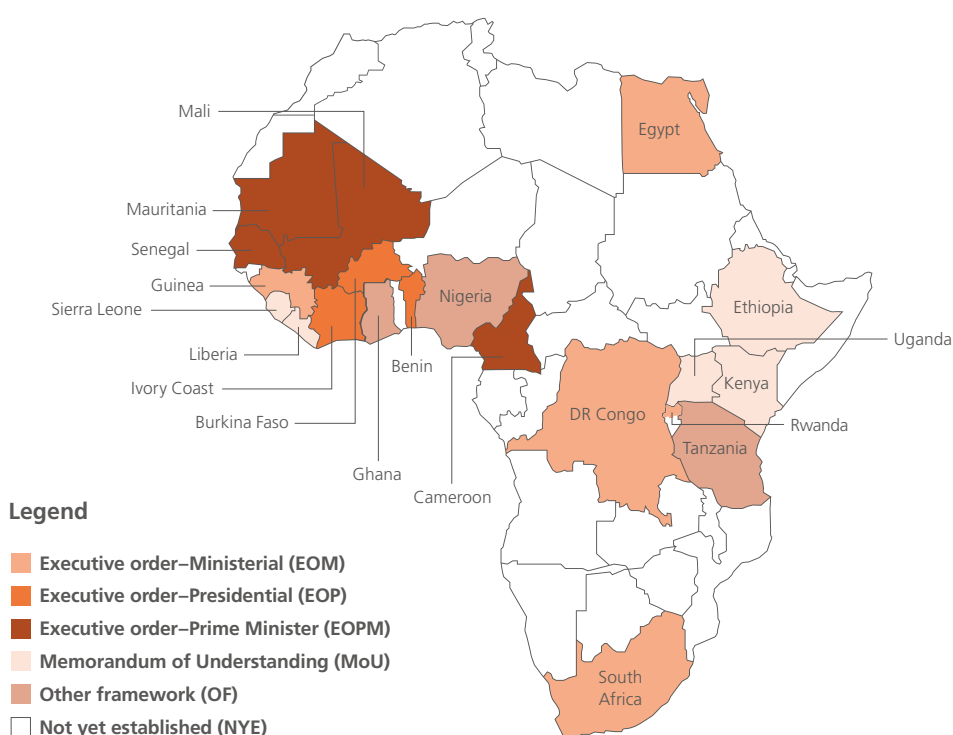 Mali
Egypt
Mauritania
Senegal
Guinea
Nigeria
Sierra Leone
Ethiopia
Uganda
Liberia
Benin
Ivory Coast
Kenya
DR Congo
Burkina Faso
Rwanda
Tanzania
Ghana
Cameroon
Legend
Executive order–Ministerial (EOM)
Executive order–Presidential (EOP)
Executive order–Prime Minister (EOPM)
Memorandum of Understanding (MoU)
South
Africa
Other framework (OF)
Not yet established (NYE)